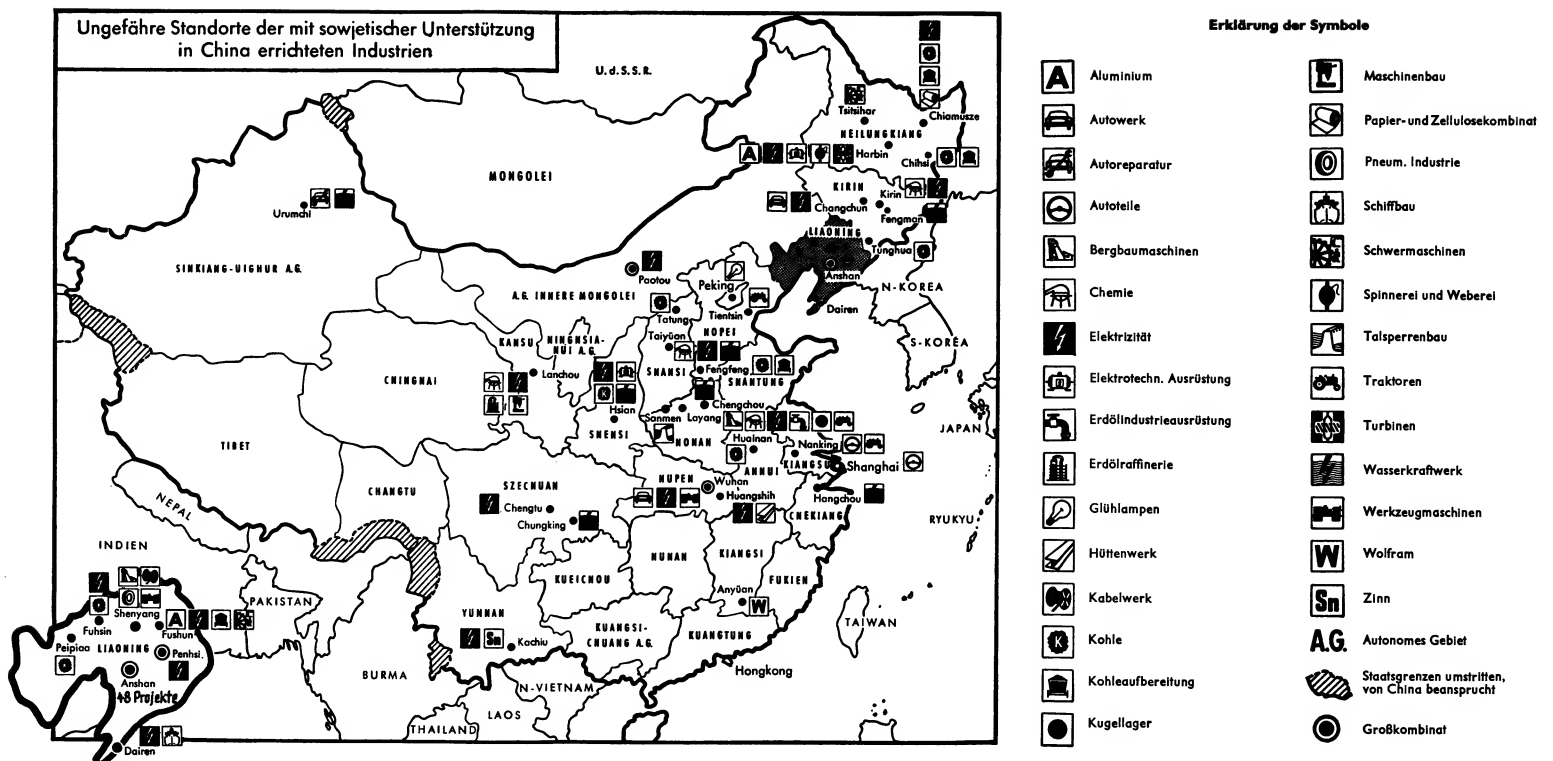 Ungefähre Standorte der mit sowjetischer Unterstützung
in China errichteten Industrien
U.d.S.S.R.
Tsitsihar
Chiamusze
HEILUNGKIANG
Harbin
Chihsi
A
MONGOLEI
KIRIN
Kirin
Changchun
Fengman
Urumchi
LIAONING
Tunghua
SINKIANG-UIGHUR A.G.
Paotou
Anshan
N-KOREA
A.G. INNERE MONGOLEI
Peking
Tientsin
Dairen
Tatung
HOPEI
KANSU
NINGHSIA-
HUI A.G.
Taiyüan
S-KOREA
Lanchou
SHANSI
Fengfeng
SHANTUNG
CHINGHAI
K
Hsian
Chengchou
Sanmen
Loyang
JAPAN
SHENSI
HONAN
Huainan
Nanking
TIBET
ANHUI
KIANGSU
Shanghai
CHANGTU
SZECHUAN
HUPEN
Wuhan
Huangshih
Hangchou
NEPAL
Chengtu
Chungking
CHEKIANG
RYUKYU
INDIEN
HUNAN
KIANGSI
KUEICHOU
FUKIEN
PAKISTAN
Anyüan
W
TAIWAN
Shenyang
A
Fuhsin
Fushun
YUNNAN
KUANGSI-
CHUANG A.G.
KUANGTUNG
Peipiao
LIAONING
Penhsi
Sn
Kachiu
Hongkong
Anshan
48 Projekte
BURMA
N-VIETNAM
LAOS
THAILAND
Dairen
Erklärung der Symbole
A Aluminium
Autowerk
Autoreparatur
Autoteile
Bergbaumaschinen
Chemie
Elektrizität
Elektrotechn. Ausrüstung
Erdölindustrieausrüstung
Erdölraffinerie
Glühlampen
Hüttenwerk
Kabelwerk
K Kohle
Kohleaufbereitung
Kugellager
Maschinenbau
Papier- und Zellulosekombinat
Pneum. Industrie
Schiffbau
Schwermaschinen
Spinnerei und Weberei
Talsperrenbau
Traktoren
Turbinen
Wasserkraftwerk
Werkzeugmaschinen
W Wolfram
Sn Zinn
A.G. Autonomes Gebiet
Staatsgrenzen umstritten,
von China beansprucht
Großkombinat